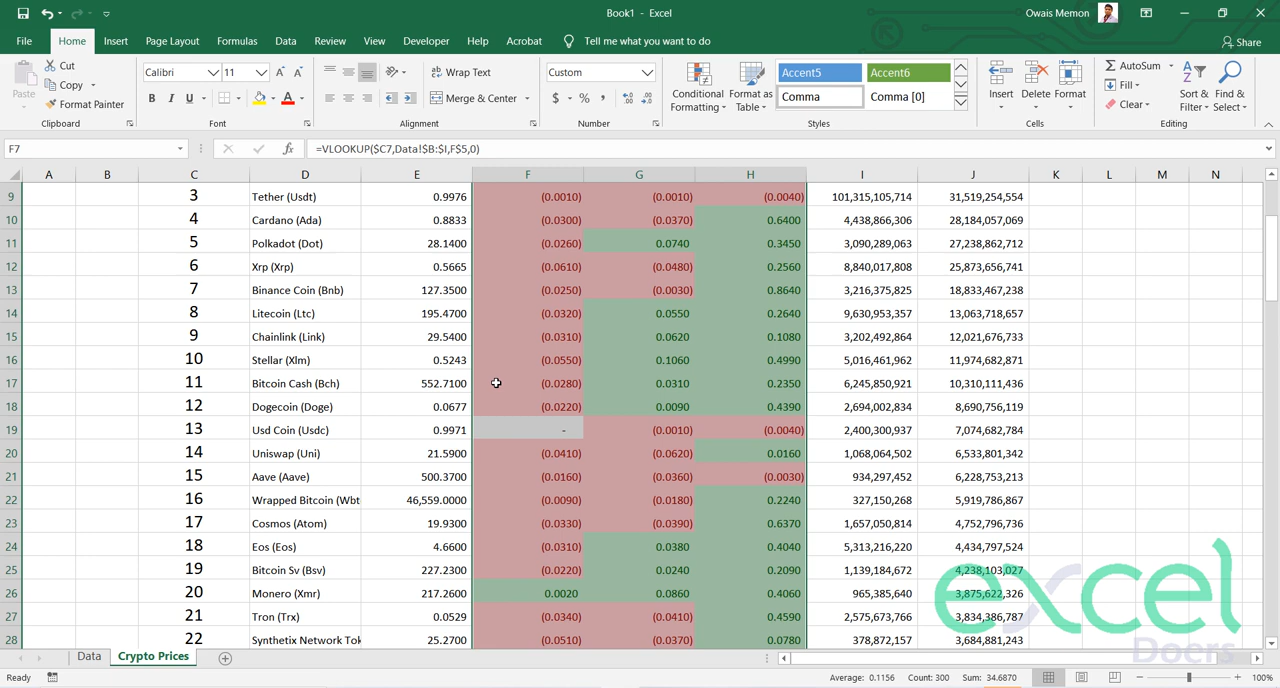 Book1 - Excel
Owais Memon
File Home Insert Page Layout Formulas Data Review View Developer Help Acrobat Tell me what you want to do Share
Paste Cut Copy Format Painter Clipboard
Calibri 11 A A B I U A Font
Wrap Text Merge & Center Alignment
Custom $ % , Number
Conditional Formatting Format as Table Accent5 Accent6 Comma Comma [0] Styles
Insert Delete Format Cells
AutoSum Fill Clear Sort & Filter Find & Select Editing
F7 fx =VLOOKUP($C7,Data!$B:$I,F$5,0)
A B C D E F G H I J K L M N
9 3 Tether (Usdt) 0.9976 (0.0010) (0.0010) (0.0040) 101,315,105,714 31,519,254,554
10 4 Cardano (Ada) 0.8833 (0.0300) (0.0370) 0.6400 4,438,866,306 28,184,057,069
11 5 Polkadot (Dot) 28.1400 (0.0260) 0.0740 0.3450 3,090,289,063 27,238,862,712
12 6 Xrp (Xrp) 0.5665 (0.0610) (0.0480) 0.2560 8,840,017,808 25,873,656,741
13 7 Binance Coin (Bnb) 127.3500 (0.0250) (0.0030) 0.8640 3,216,375,825 18,833,467,238
14 8 Litecoin (Ltc) 195.4700 (0.0320) 0.0550 0.2640 9,630,953,357 13,063,718,657
15 9 Chainlink (Link) 29.5400 (0.0310) 0.0620 0.1080 3,202,492,864 12,021,676,733
16 10 Stellar (Xlm) 0.5243 (0.0550) 0.1060 0.4990 5,016,461,962 11,974,682,871
17 11 Bitcoin Cash (Bch) 552.7100 (0.0280) 0.0310 0.2350 6,245,850,921 10,310,111,436
18 12 Dogecoin (Doge) 0.0677 (0.0220) 0.0090 0.4390 2,694,002,834 8,690,756,119
19 13 Usd Coin (Usdc) 0.9971 - (0.0010) (0.0040) 2,400,300,937 7,074,682,784
20 14 Uniswap (Uni) 21.5900 (0.0410) (0.0620) 0.0160 1,068,064,502 6,533,801,342
21 15 Aave (Aave) 500.3700 (0.0160) (0.0360) (0.0030) 934,297,452 6,228,753,213
22 16 Wrapped Bitcoin (Wbt 46,559.0000 (0.0090) (0.0180) 0.2240 327,150,268 5,919,786,867
23 17 Cosmos (Atom) 19.9300 (0.0330) (0.0390) 0.6370 1,657,050,814 4,752,796,736
24 18 Eos (Eos) 4.6600 (0.0310) 0.0380 0.4040 5,313,216,220 4,434,797,524
25 19 Bitcoin Sv (Bsv) 227.2300 (0.0220) 0.0240 0.2090 1,139,184,672 4,238,103,027
26 20 Monero (Xmr) 217.2600 0.0020 0.0860 0.4060 965,385,640 3,875,622,326
27 21 Tron (Trx) 0.0529 (0.0340) (0.0410) 0.4590 2,575,673,766 3,834,386,787
28 22 Synthetix Network Tok 25.2700 (0.0510) (0.0370) 0.0780 378,872,157 3,684,881,243
excel
Doers
Data Crypto Prices
Ready Average: 0.1156 Count: 300 Sum: 34.6870 100%